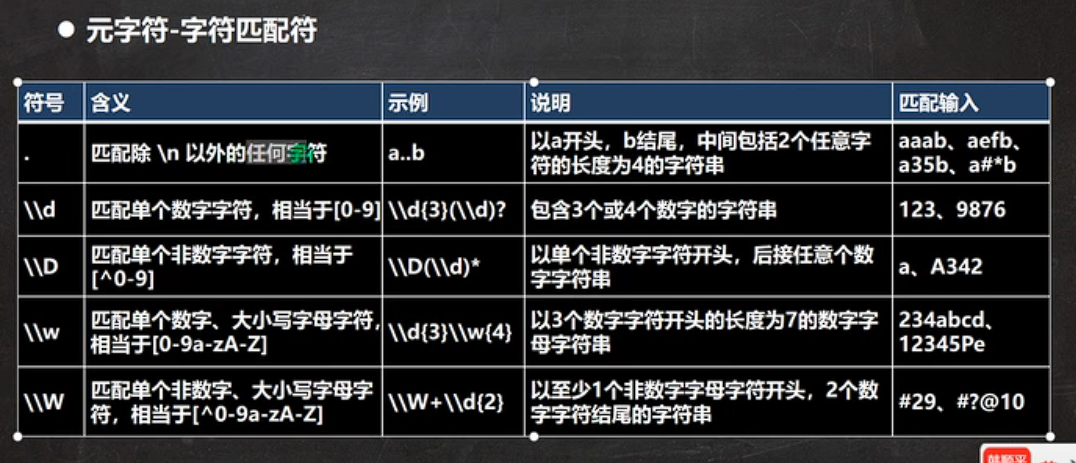 ● 元字符-字符匹配符
符号 含义 示例 说明 匹配输入
. 匹配除 \n 以外的任何字符 a..b 以a开头，b结尾，中间包括2个任意字 aaab、aefb、
符的长度为4的字符串 a35b、a#*b
\\d 匹配单个数字字符，相当于[0-9] \\d{3}(\\d)? 包含3个或4个数字的字符串 123、9876
\\D 匹配单个非数字字符，相当于 \\D(\\d)* 以单个非数字字符开头，后接任意个数 a、A342
[^0-9] 字字符串
\\w 匹配单个数字、大小写字母字符, \\d{3}\\w{4} 以3个数字字符开头的长度为7的数字字 234abcd、
相当于[0-9a-zA-Z] 母字符串 12345Pe
\\W 匹配单个非数字、大小写字母字 \\W+\\d{2} 以至少1个非数字字母字符开头，2个数 #29、#?@10
符，相当于[^0-9a-zA-Z] 字字符结尾的字符串